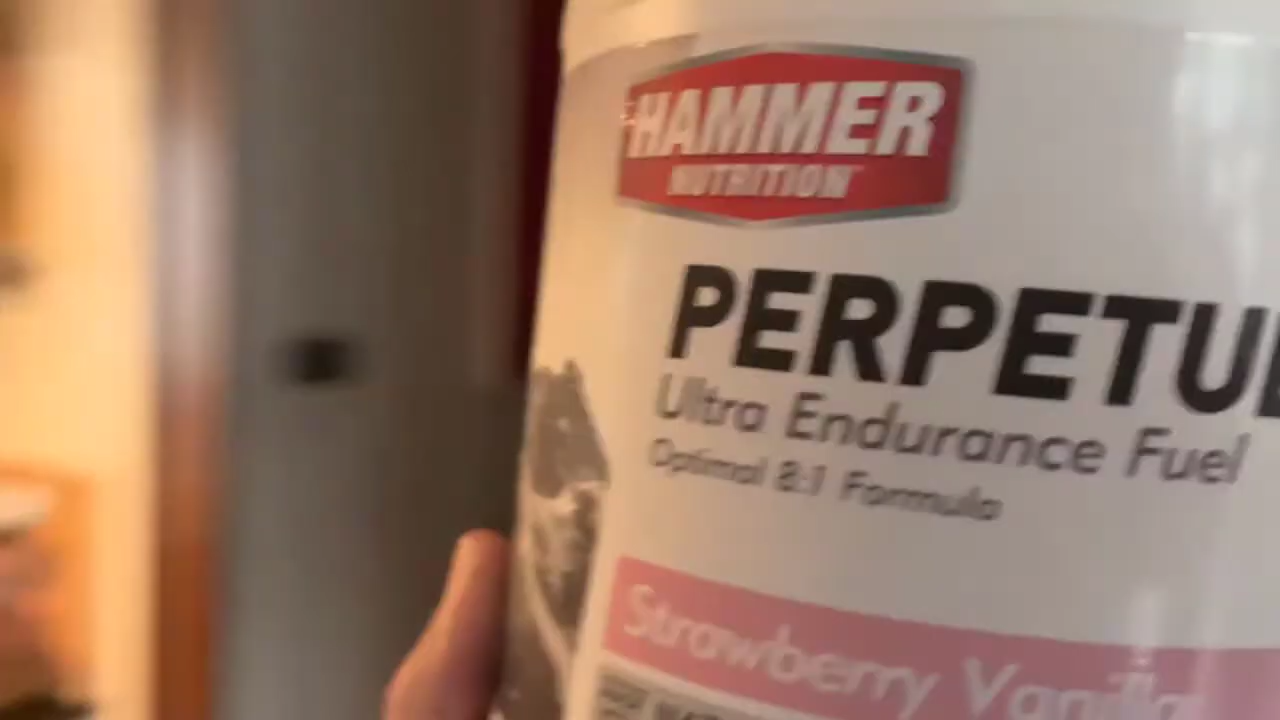 HAMMER
NUTRITION
PERPETU
Ultra Endurance Fuel
Optimal 8:1 Formula
Strawberry Vanilla